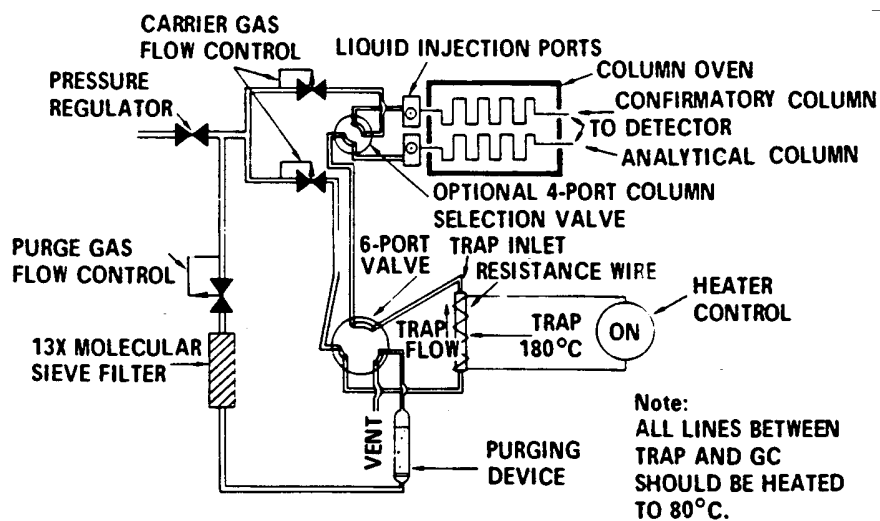 CARRIER GAS
FLOW CONTROL
LIQUID INJECTION PORTS
PRESSURE
REGULATOR
COLUMN OVEN
CONFIRMATORY COLUMN
TO DETECTOR
ANALYTICAL COLUMN
OPTIONAL 4-PORT COLUMN
SELECTION VALVE
PURGE GAS
FLOW CONTROL
6-PORT
VALVE
TRAP INLET
RESISTANCE WIRE
HEATER
CONTROL
TRAP
FLOW
TRAP
180°C
ON
13X MOLECULAR
SIEVE FILTER
VENT
PURGING
DEVICE
Note:
ALL LINES BETWEEN
TRAP AND GC
SHOULD BE HEATED
TO 80°C.